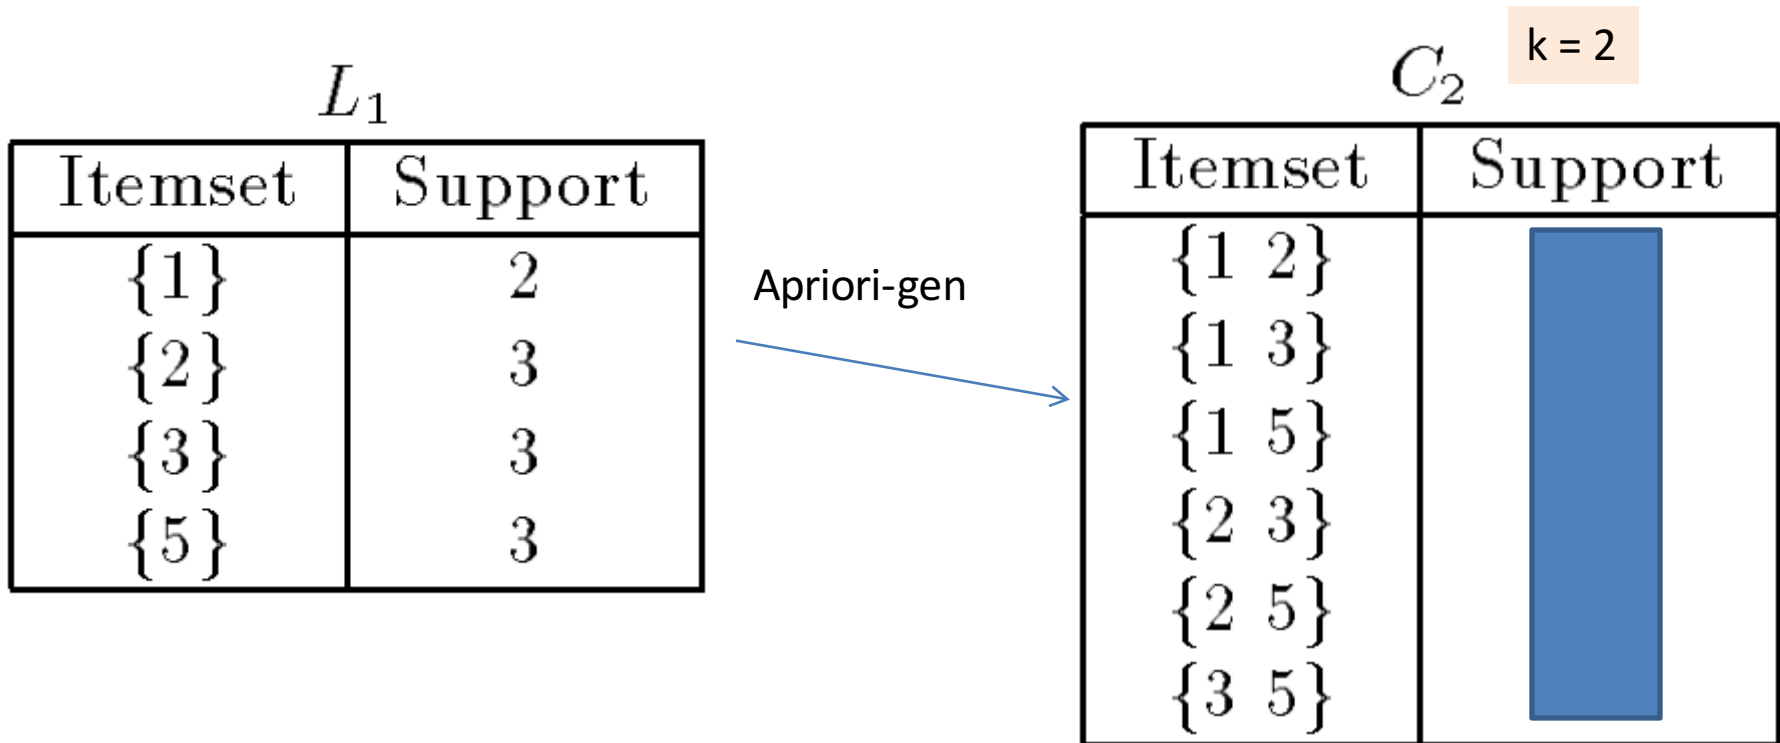 k = 2
L1
C2
Itemset Support
{1} 2
{2} 3
{3} 3
{5} 3
Apriori-gen
Itemset Support
{1 2}
{1 3}
{1 5}
{2 3}
{2 5}
{3 5}